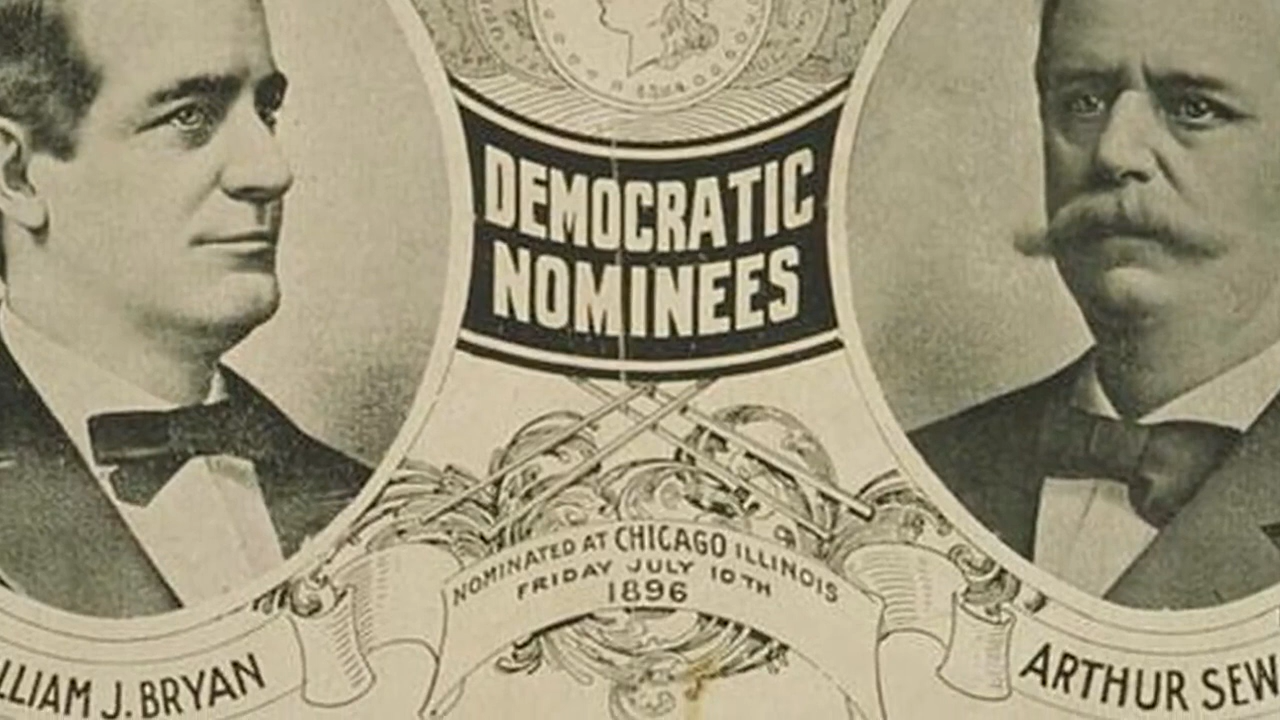 DEMOCRATIC
NOMINEES
NOMINATED AT CHICAGO ILLINOIS
FRIDAY JULY 10TH
1896
LLIAM J. BRYAN
ARTHUR SEW